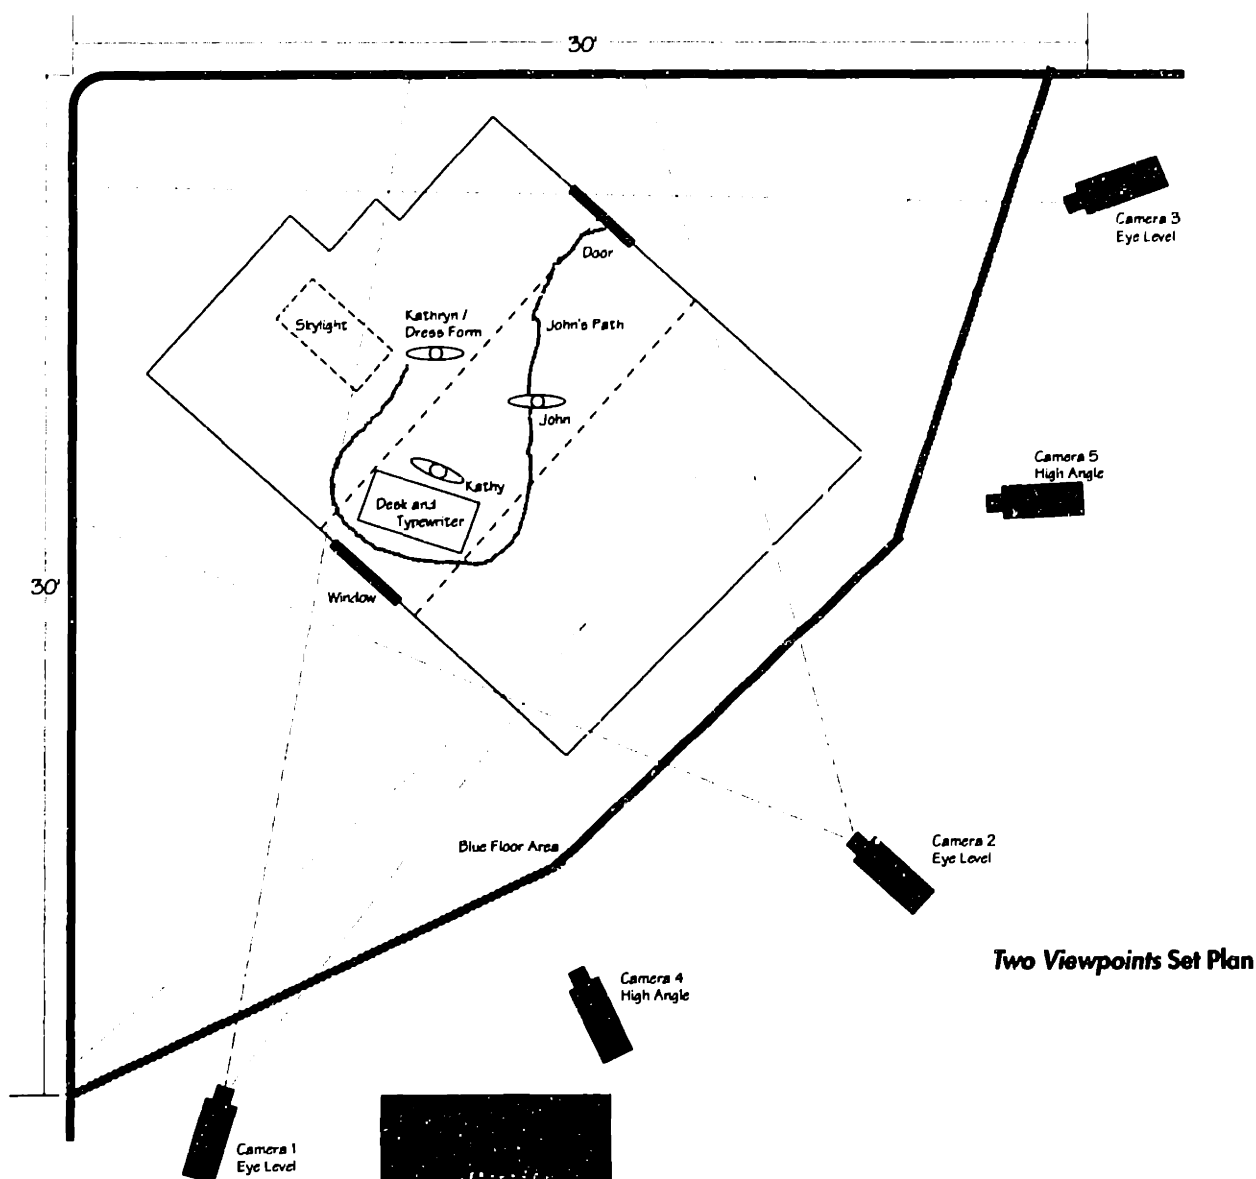 30'
Camera 3
Eye Level
Door
Skylight
Kathryn /
Dress Form
John's Path
John
Camera 5
High Angle
Kathy
Desk and
Typewriter
30'
Window
Blue Floor Area
Camera 2
Eye Level
Two Viewpoints Set Plan
Camera 4
High Angle
Camera 1
Eye Level